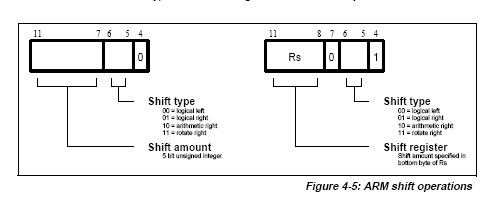 11 7 6 5 4
0
Shift type
00 = logical left
01 = logical right
10 = arithmetic right
11 = rotate right
Shift amount
5 bit unsigned integer
11 8 7 6 5 4
Rs 0 1
Shift type
00 = logical left
01 = logical right
10 = arithmetic right
11 = rotate right
Shift register
Shift amount specified in
bottom byte of Rs
Figure 4-5: ARM shift operations